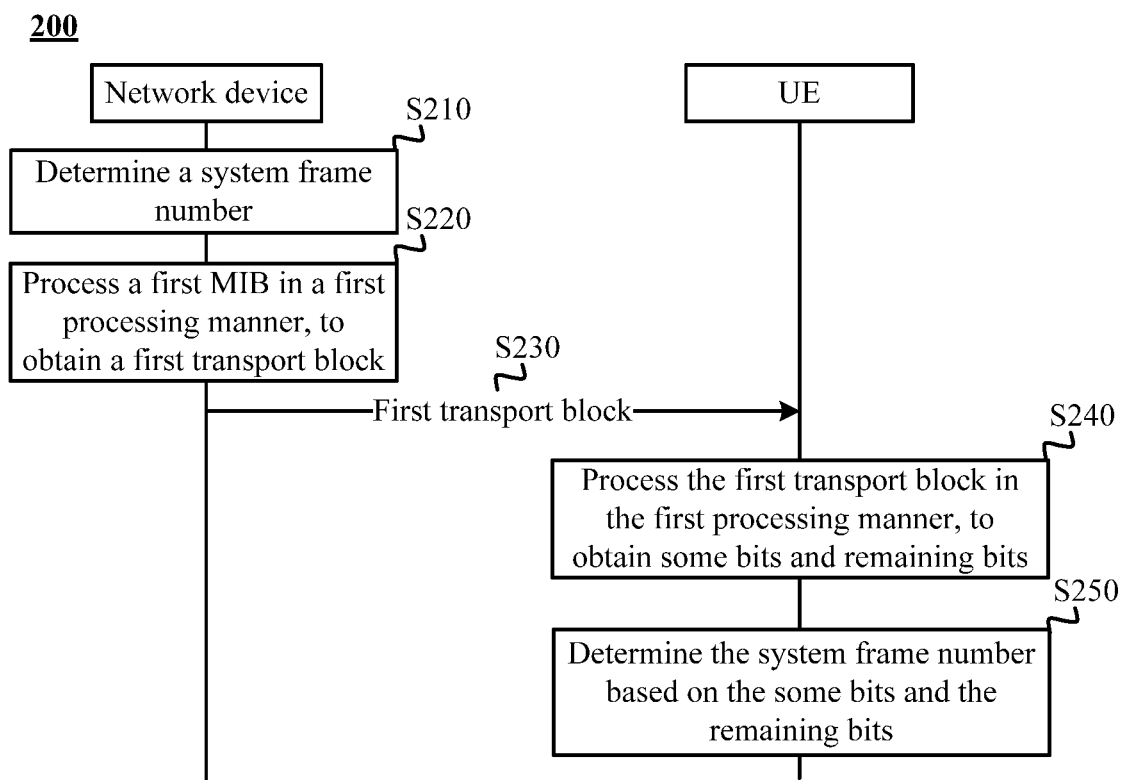 200
Network device
UE
S210
Determine a system frame
number
S220
Process a first MIB in a first
processing manner, to
obtain a first transport block
S230
First transport block
S240
Process the first transport block in
the first processing manner, to
obtain some bits and remaining bits
S250
Determine the system frame number
based on the some bits and the
remaining bits